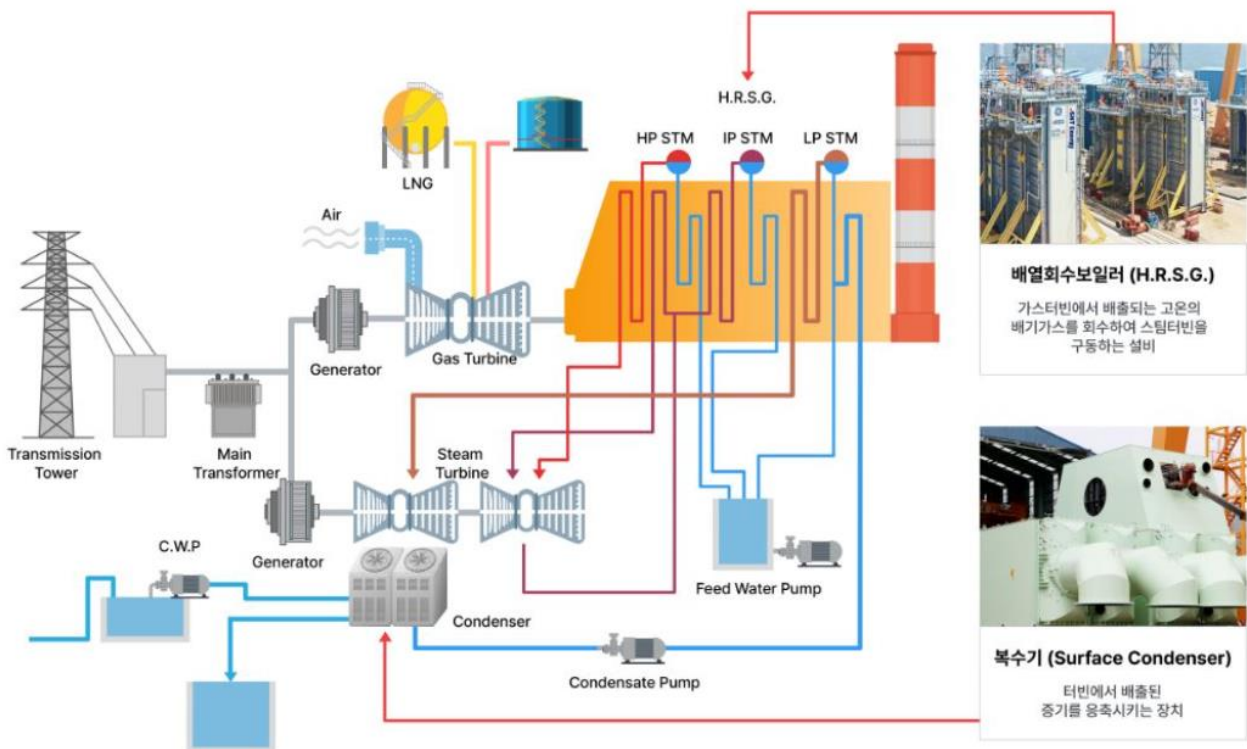 H.R.S.G.
HP STM
IP STM
LP STM
LNG
Air
Gas Turbine
Generator
Transmission
Tower
Main
Transformer
Steam
Turbine
Generator
C.W.P
Condenser
Feed Water Pump
Condensate Pump
배열회수보일러 (H.R.S.G.)
가스터빈에서 배출되는 고온의
배기가스를 회수하여 스팀터빈을
구동하는 설비
복수기 (Surface Condenser)
터빈에서 배출된
증기를 응축시키는 장치